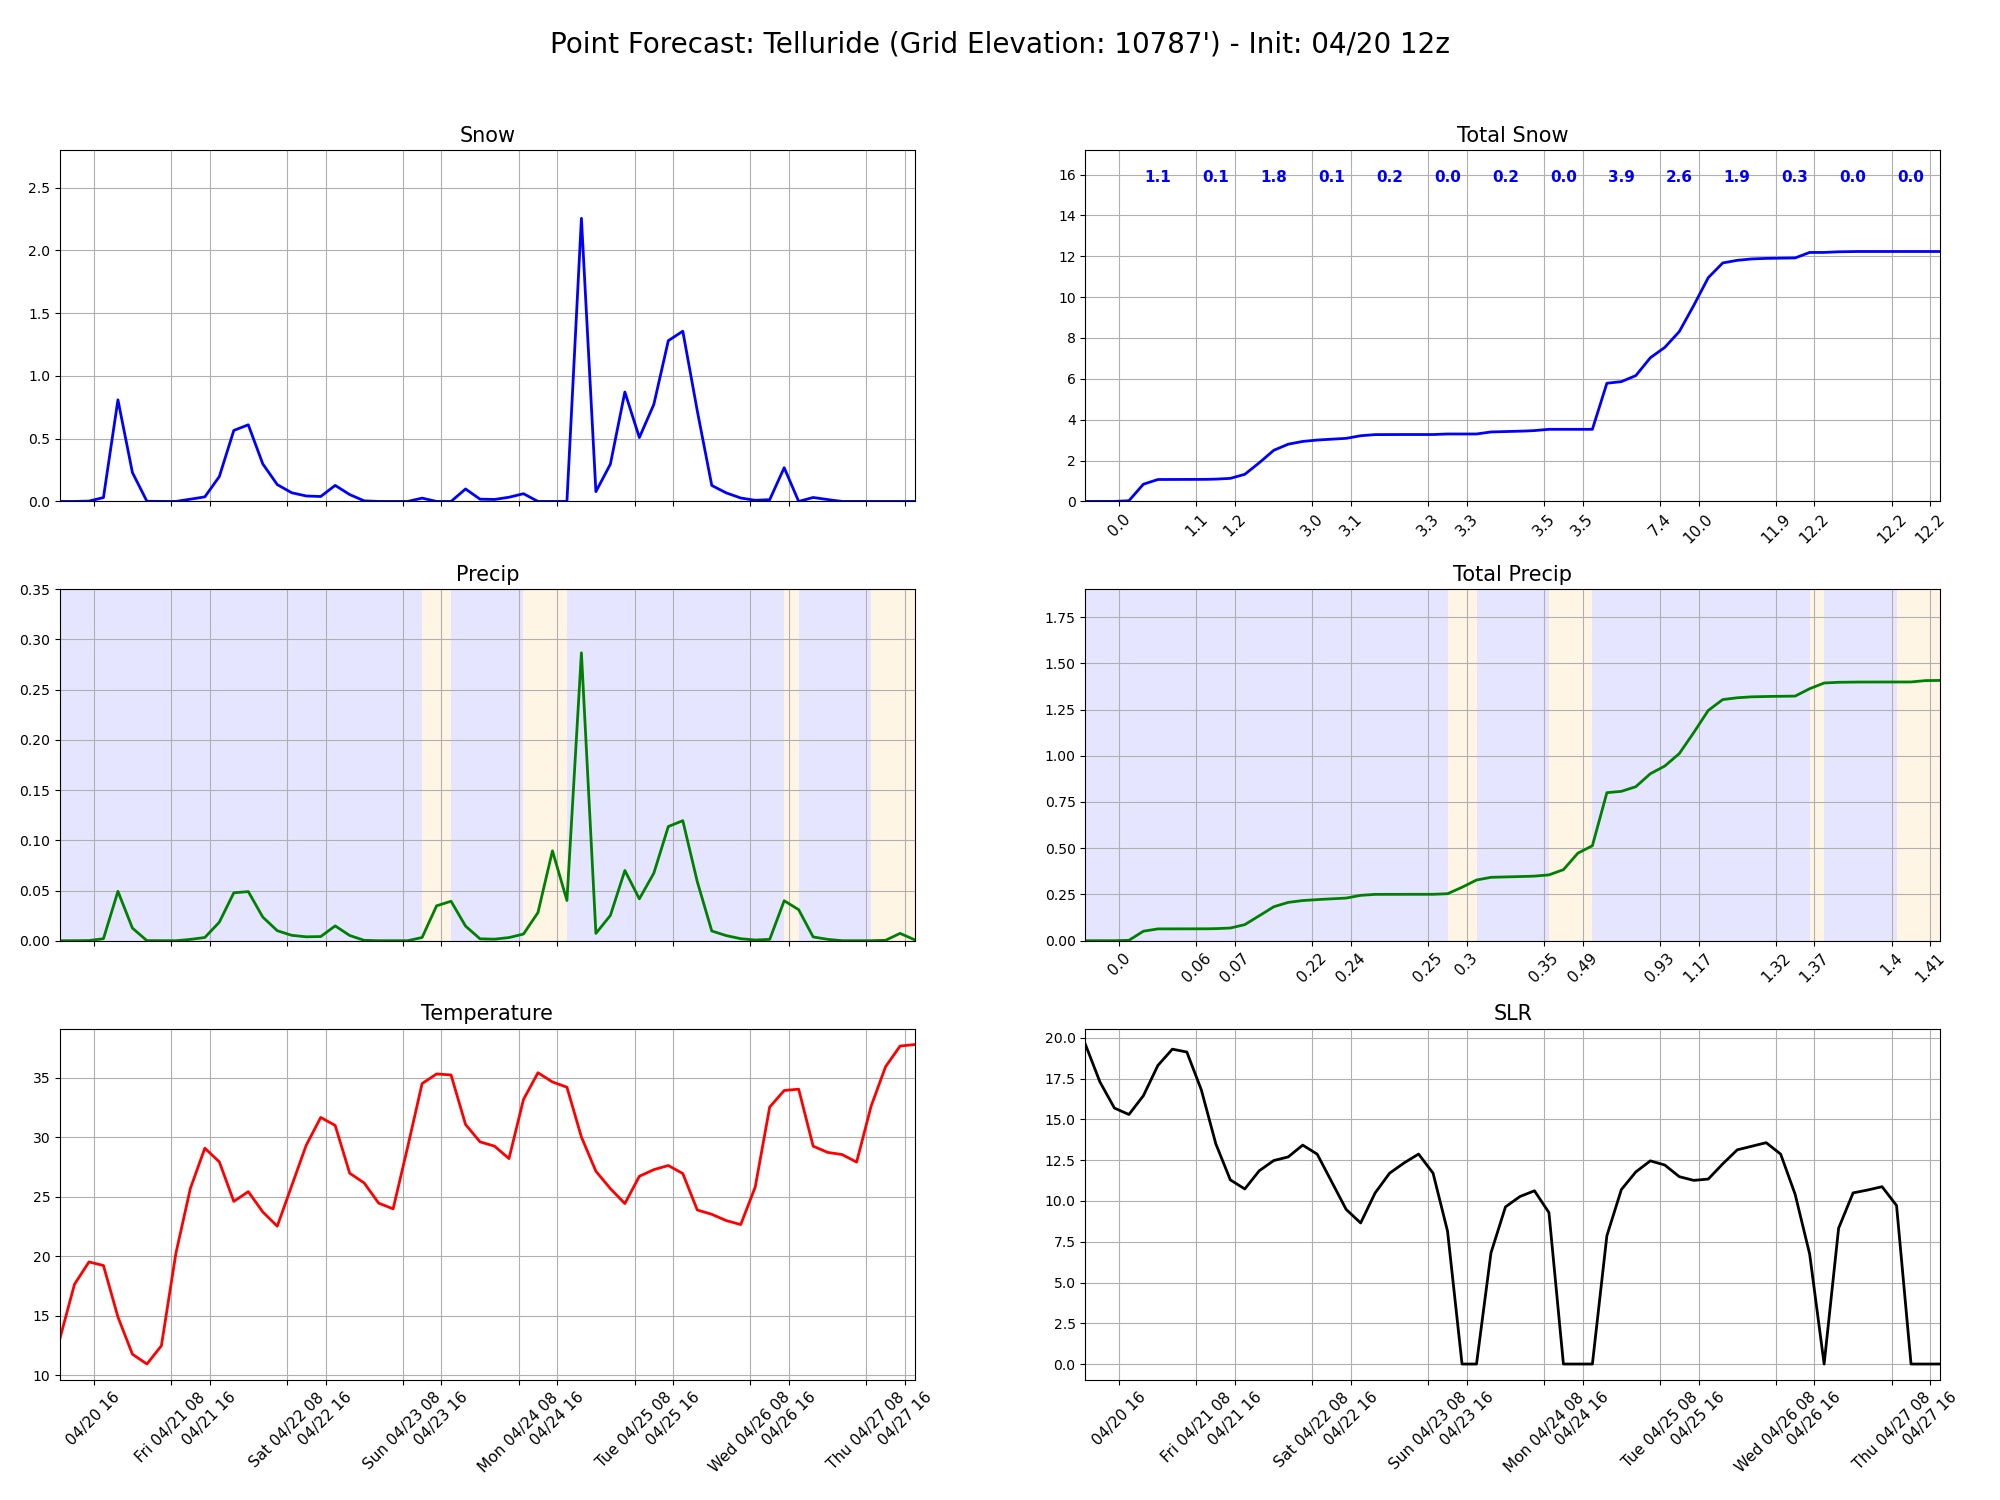 Point Forecast: Telluride (Grid Elevation: 10787') - Init: 04/20 12z
Snow
2.5
2.0
1.5
1.0
0.5
0.0
Total Snow
16
14
12
10
8
6
4
2
0
1.1 0.1 1.8 0.1 0.2 0.0 0.2 0.0 3.9 2.6 1.9 0.3 0.0 0.0
0.0 1.1 1.2 3.0 3.1 3.3 3.3 3.5 3.5 7.4 10.0 11.9 12.2 12.2 12.2
Precip
0.35
0.30
0.25
0.20
0.15
0.10
0.05
0.00
Total Precip
1.75
1.50
1.25
1.00
0.75
0.50
0.25
0.00
0.0 0.06 0.07 0.22 0.24 0.25 0.3 0.35 0.49 0.93 1.17 1.32 1.37 1.4 1.41
Temperature
35
30
25
20
15
10
04/20 16
Fri 04/21 08
04/21 16
Sat 04/22 08
04/22 16
Sun 04/23 08
04/23 16
Mon 04/24 08
04/24 16
Tue 04/25 08
04/25 16
Wed 04/26 08
04/26 16
Thu 04/27 08
04/27 16
SLR
20.0
17.5
15.0
12.5
10.0
7.5
5.0
2.5
0.0
04/20 16
Fri 04/21 08
04/21 16
Sat 04/22 08
04/22 16
Sun 04/23 08
04/23 16
Mon 04/24 08
04/24 16
Tue 04/25 08
04/25 16
Wed 04/26 08
04/26 16
Thu 04/27 08
04/27 16